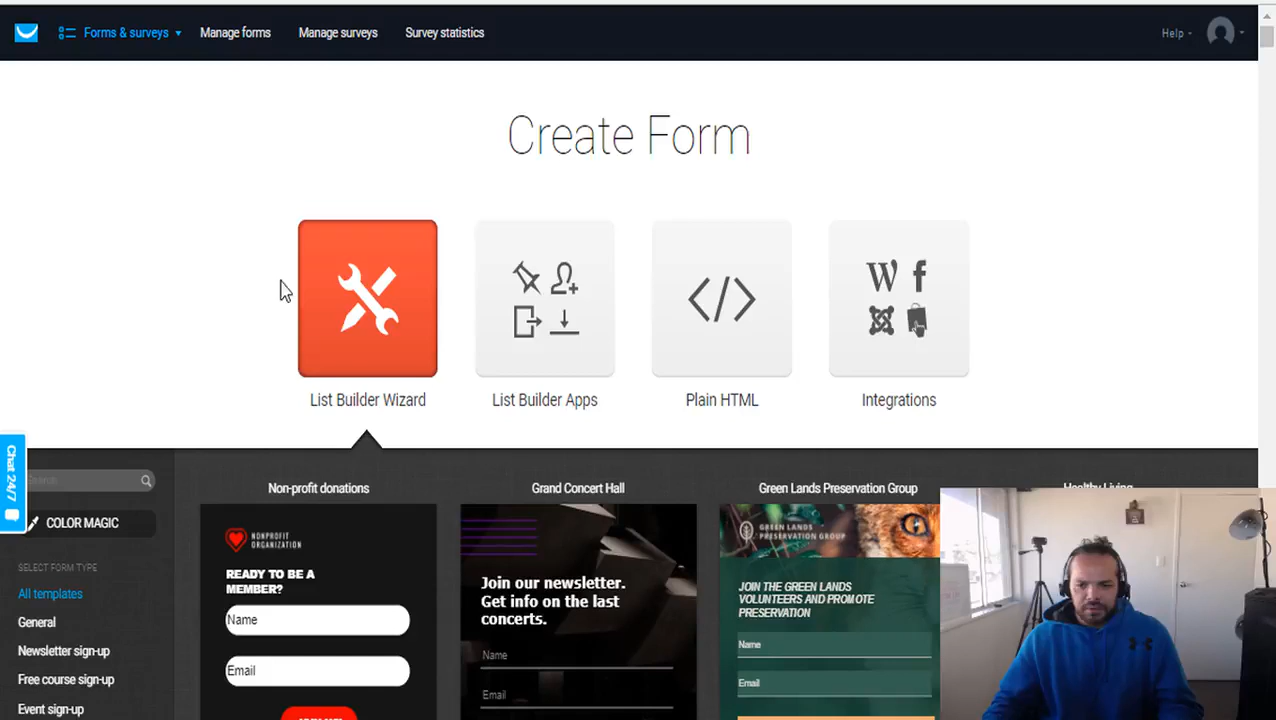 Forms & surveys
Manage forms
Manage surveys
Survey statistics
Help
Create Form
List Builder Wizard
List Builder Apps
Plain HTML
Integrations
Chat 24/7
Search
COLOR MAGIC
SELECT FORM TYPE
All templates
General
Newsletter sign-up
Free course sign-up
Event sign-up
Non-profit donations
NONPROFIT
ORGANIZATION
READY TO BE A
MEMBER?
Name
Email
Grand Concert Hall
Join our newsletter.
Get info on the last
concerts.
Name
Email
Green Lands Preservation Group
GREEN LANDS
PRESERVATION GROUP
JOIN THE GREEN LANDS
VOLUNTEERS AND PROMOTE
PRESERVATION
Name
Email
Healthy Living